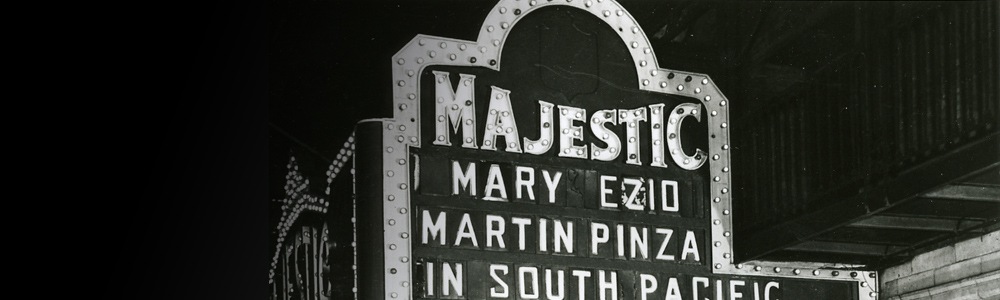 MAJESTIC
MARY EZIO
MARTIN PINZA
IN SOUTH PACIFIC